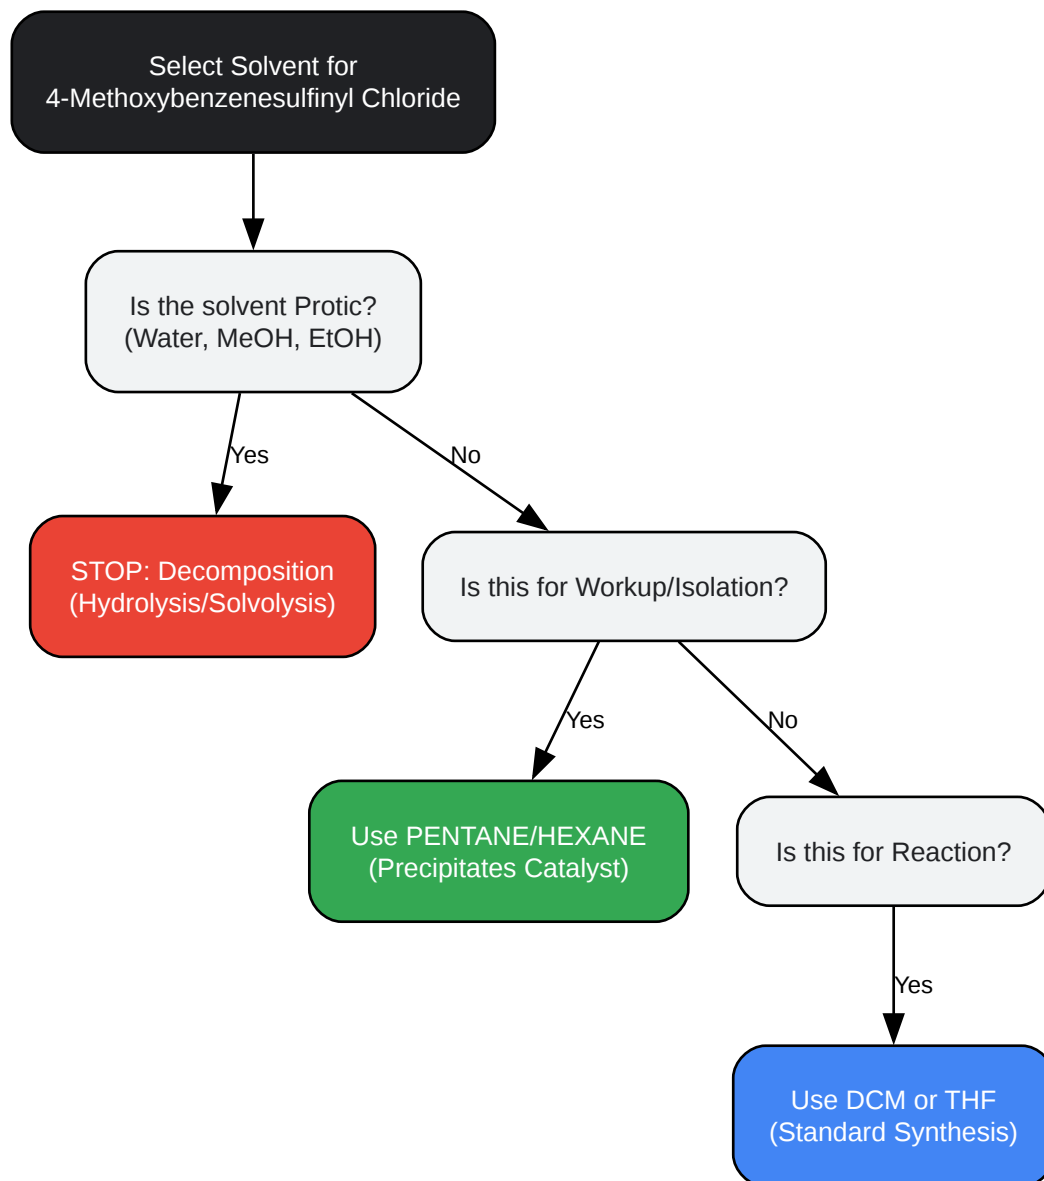 Select Solvent for
4-Methoxybenzenesulfinyl Chloride
Is the solvent Protic?
(Water, MeOH, EtOH)
Yes
No
STOP: Decomposition
(Hydrolysis/Solvolysis)
Is this for Workup/Isolation?
Yes
No
Use PENTANE/HEXANE
(Precipitates Catalyst)
Is this for Reaction?
Yes
Use DCM or THF
(Standard Synthesis)